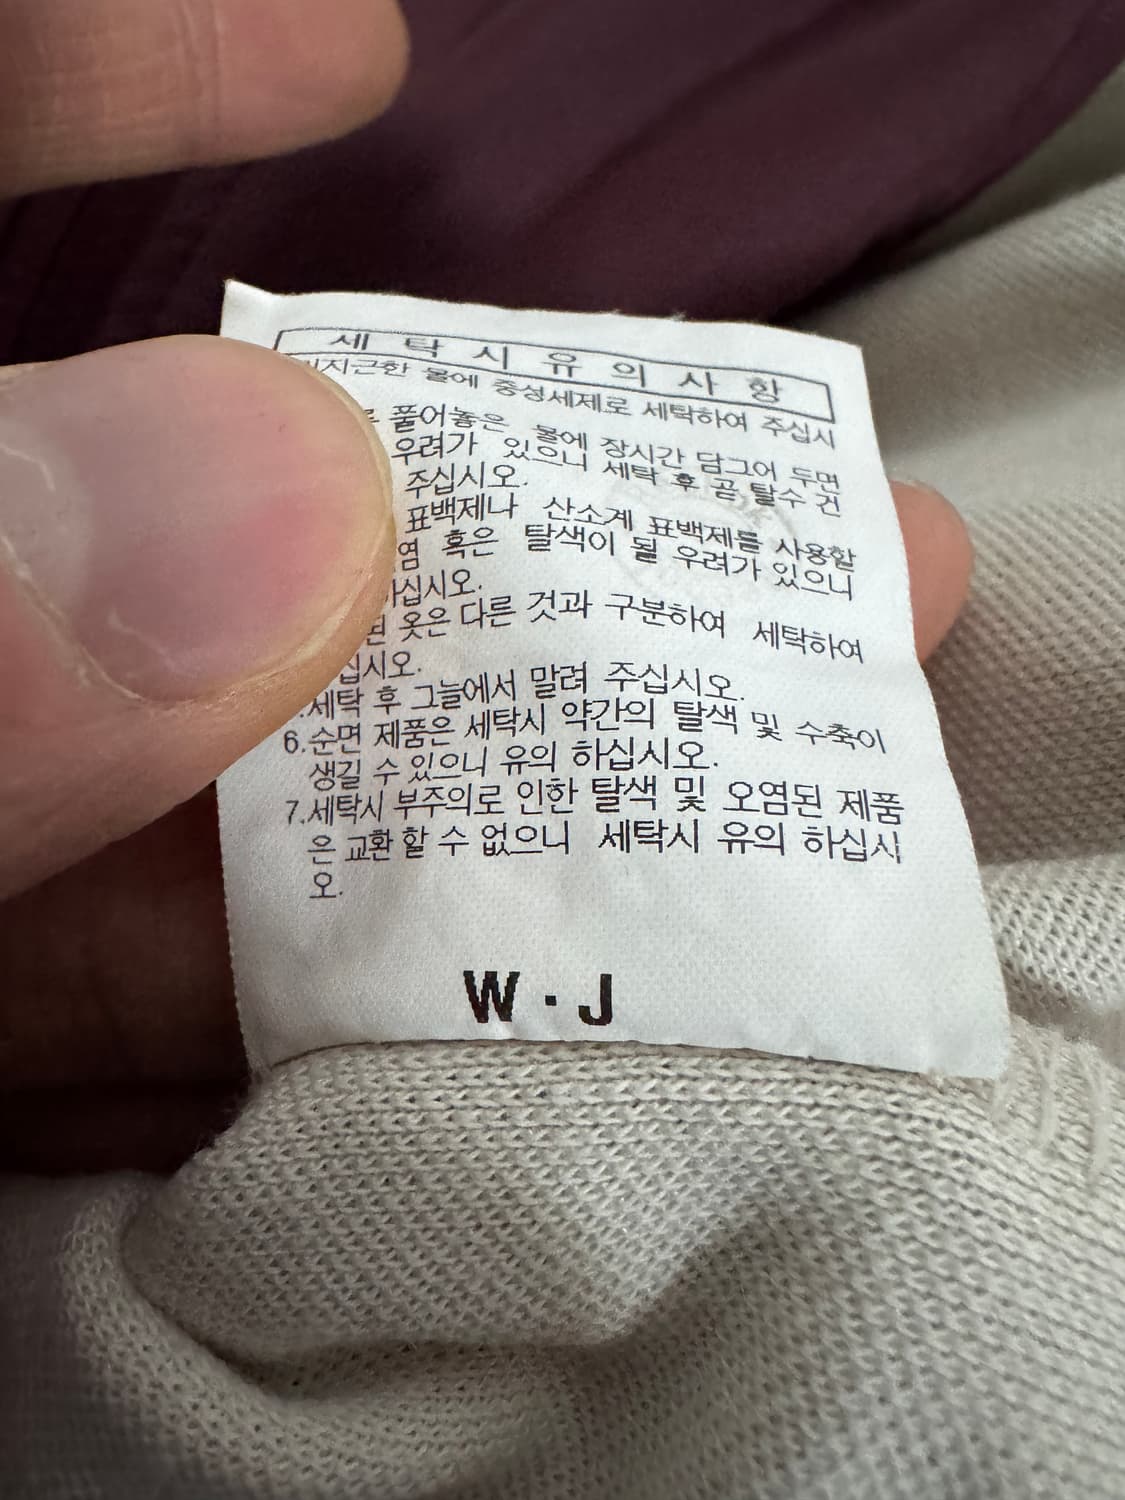 세탁시유의사항
미지근한 물에 중성세제로 세탁하여 주십시
풀어놓은 물에 장시간 담그어 두면
우려가 있으니 세탁 후 곧 탈수 건
주십시오.
표백제나 산소계 표백제를 사용할
혹은 탈색이 될 우려가 있으니
하십시오.
옷은 다른 것과 구분하여 세탁하여
십시오.
.세탁 후 그늘에서 말려 주십시오.
6.순면 제품은 세탁시 약간의 탈색 및 수축이
생길 수 있으니 유의 하십시오.
7.세탁시 부주의로 인한 탈색 및 오염된 제품
은 교환 할 수 없으니 세탁시 유의 하십시
오.
W·J